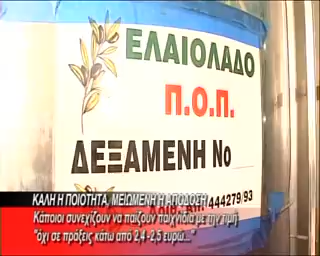 ΕΛΑΙΟΛΑΔΟ
Π.Ο.Π.
ΔΕΞΑΜΕΝΗ Νο
444279/93
ΚΑΛΗ Η ΠΟΙΟΤΗΤΑ, ΜΕΙΩΜΕΝΗ Η ΑΠΟΔΟΣΗ
Κάποιοι συνεχίζουν να παίζουν παιχνίδια με την τιμή
"όχι σε πράξεις κάτω από 2,4-2,5 ευρώ..."